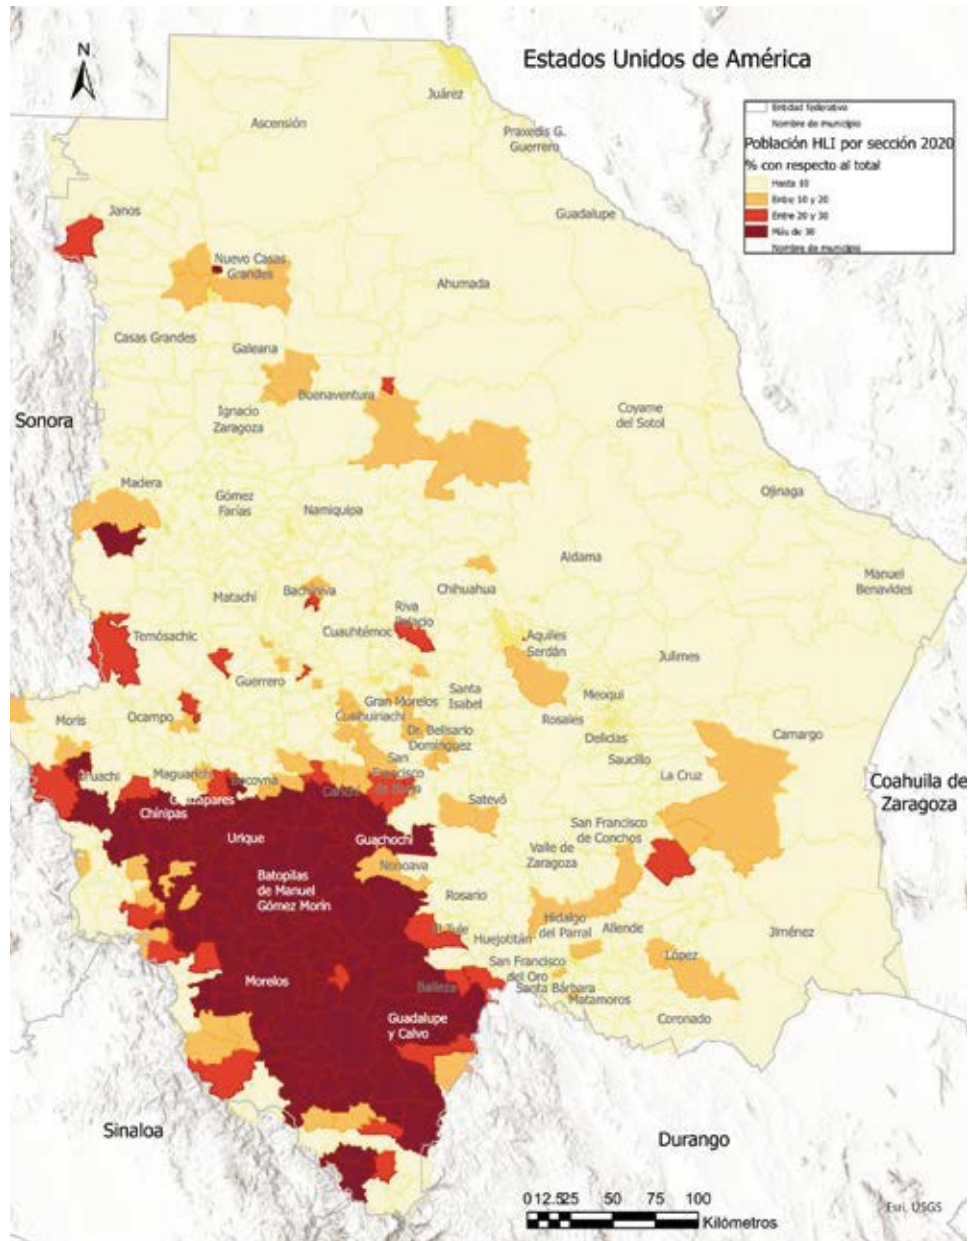 N
Estados Unidos de América
Entidad federativa
Nombre de municipio
Población HLI por sección 2020
% con respecto al total
Hasta 10
Entre 10 y 20
Entre 20 y 30
Más de 30
Nombre de municipio
Juárez
Ascensión
Praxedis G.
Guerrero
Janos
Guadalupe
Nuevo Casas
Grandes
Ahumada
Casas Grandes
Galeana
Buenaventura
Sonora
Ignacio
Zaragoza
Coyame
del Sotol
Madera
Gómez
Farías
Namiquipa
Ojinaga
Aldama
Manuel
Benavides
Matachí
Bachíniva
Chihuahua
Riva
Palacio
Temósachic
Cuauhtémoc
Aquiles
Serdán
Julimes
Guerrero
Santa
Isabel
Meoqui
Moris
Ocampo
Gran Morelos
Cusihuiriachi
Rosales
Dr. Belisario
Domínguez
Delicias
Camargo
Saucillo
San
Francisco
de Borja
La Cruz
Uruachi
Maguarichi
Bocoyna
Carichí
Coahuila de
Zaragoza
Guazapares
Chínipas
Satevó
San Francisco
de Conchos
Urique
Guachochi
Valle de
Zaragoza
Nonoava
Batopilas
de Manuel
Gómez Morín
Rosario
Hidalgo
del Parral
Allende
Jiménez
El Tule
Huejotitán
López
San Francisco
del Oro
Morelos
Balleza
Santa Bárbara
Matamoros
Guadalupe
y Calvo
Coronado
Sinaloa
Durango
0 12.5 25 50 75 100
Kilómetros
Esri, USGS